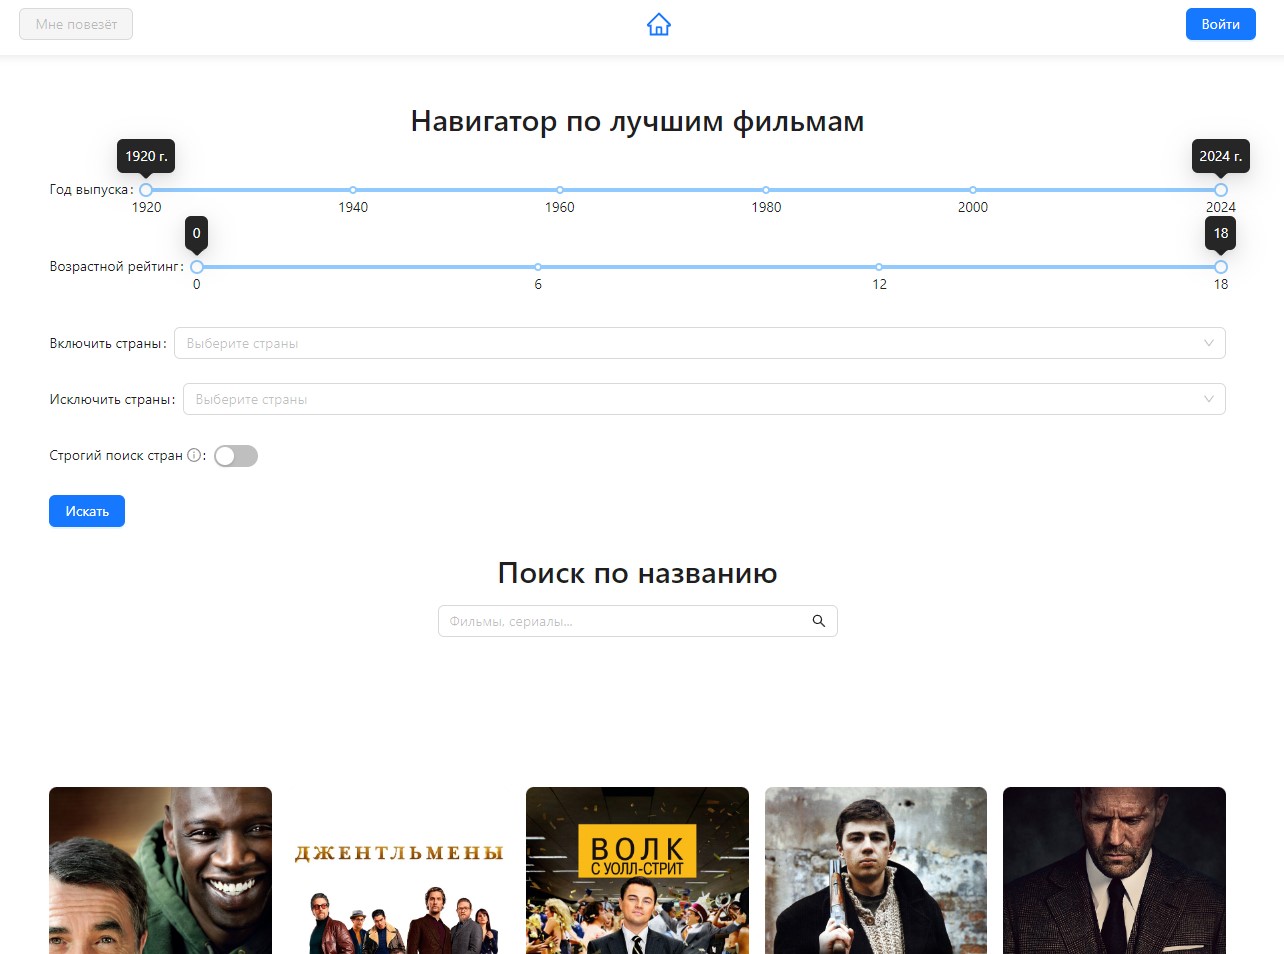 Мне повезёт
Войти
Навигатор по лучшим фильмам
1920 г.
2024 г.
Год выпуска:
1920
1940
1960
1980
2000
2024
0
18
Возрастной рейтинг:
0
6
12
18
Включить страны:
Выберите страны
Исключить страны:
Выберите страны
Строгий поиск стран :
Искать
Поиск по названию
Фильмы, сериалы...
ДЖЕНТЛЬМЕНЫ
ВОЛК
С УОЛЛ-СТРИТ